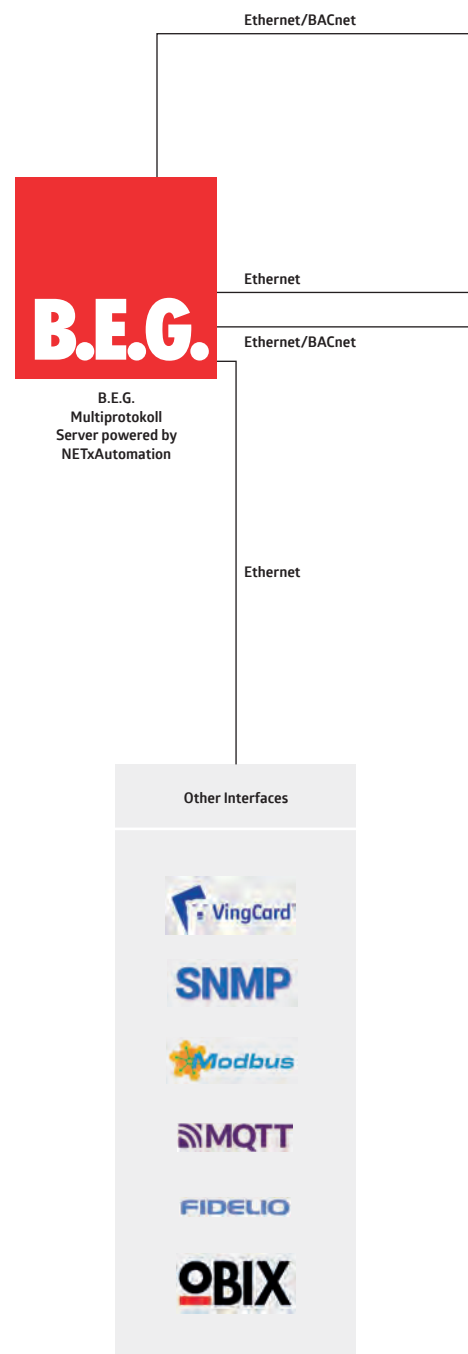 Ethernet/BACnet
B.E.G.
Ethernet
Ethernet/BACnet
B.E.G.
Multiprotokoll
Server powered by
NETxAutomation
Ethernet
Other Interfaces
VingCard
SNMP
Modbus
MQTT
FIDELIO
oBIX